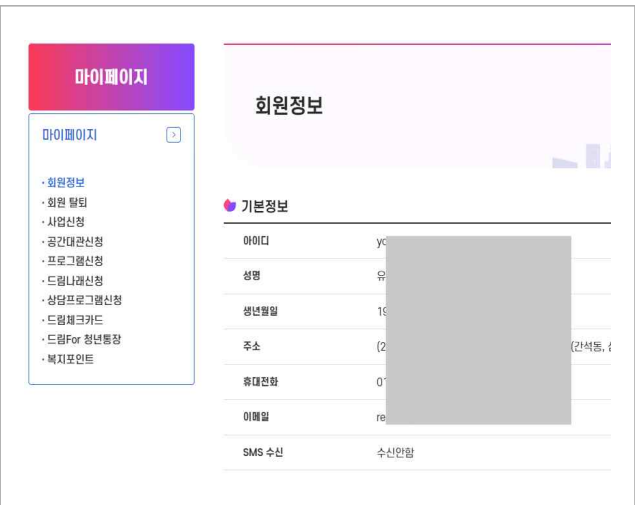 마이페이지
마이페이지
· 회원정보
· 회원 탈퇴
· 사업신청
· 공간대관신청
· 프로그램신청
· 드림나래신청
· 상담프로그램신청
· 드림체크카드
· 드림For 청년통장
· 복지포인트
회원정보
기본정보
아이디 yo
성명 유
생년월일 19
주소 (2 (간석동,
휴대전화 01
이메일 re
SMS 수신 수신안함